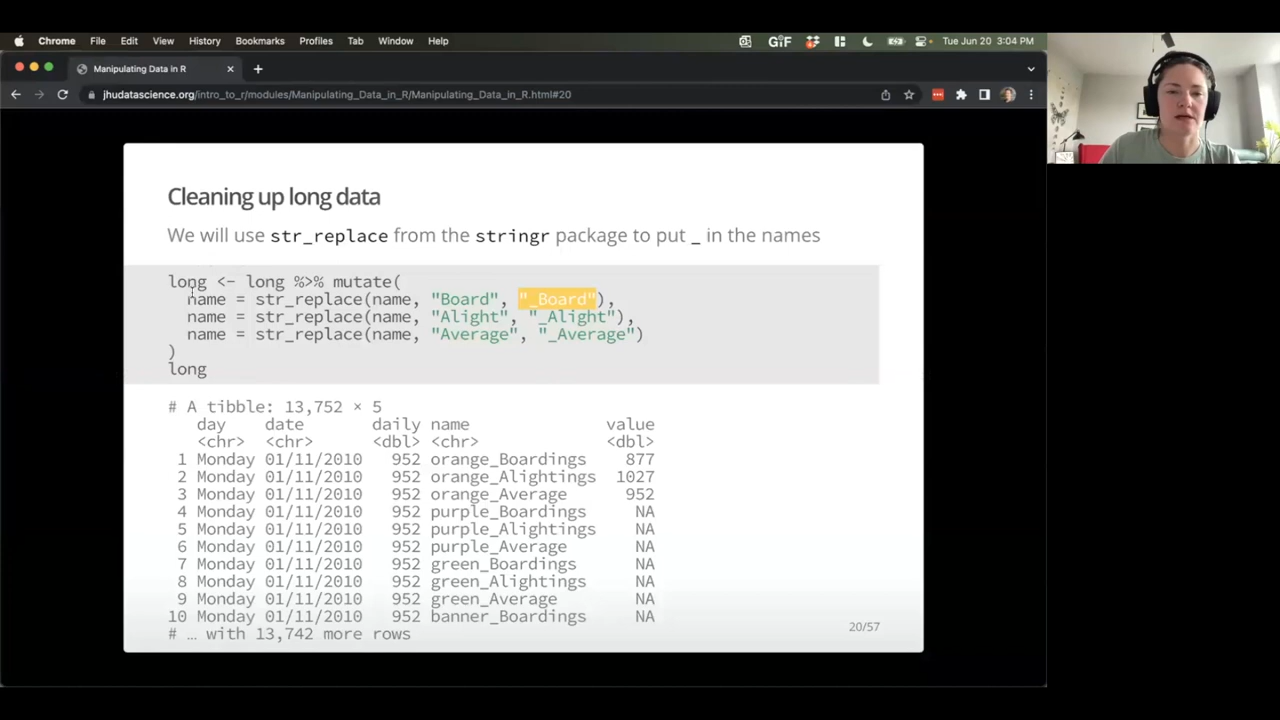 Chrome File Edit View History Bookmarks Profiles Tab Window Help GIF Tue Jun 20 3:04 PM
Manipulating Data in R
jhudatascience.org/intro_to_r/modules/Manipulating_Data_in_R/Manipulating_Data_in_R.html#20
Cleaning up long data
We will use str_replace from the stringr package to put _ in the names
long <- long %>% mutate(
name = str_replace(name, "Board", "_Board"),
name = str_replace(name, "Alight", "_Alight"),
name = str_replace(name, "Average", "_Average")
)
long
# A tibble: 13,752 × 5
day date daily name value
<chr> <chr> <dbl> <chr> <dbl>
1 Monday 01/11/2010 952 orange_Boardings 877
2 Monday 01/11/2010 952 orange_Alightings 1027
3 Monday 01/11/2010 952 orange_Average 952
4 Monday 01/11/2010 952 purple_Boardings NA
5 Monday 01/11/2010 952 purple_Alightings NA
6 Monday 01/11/2010 952 purple_Average NA
7 Monday 01/11/2010 952 green_Boardings NA
8 Monday 01/11/2010 952 green_Alightings NA
9 Monday 01/11/2010 952 green_Average NA
10 Monday 01/11/2010 952 banner_Boardings NA
# … with 13,742 more rows
20/57